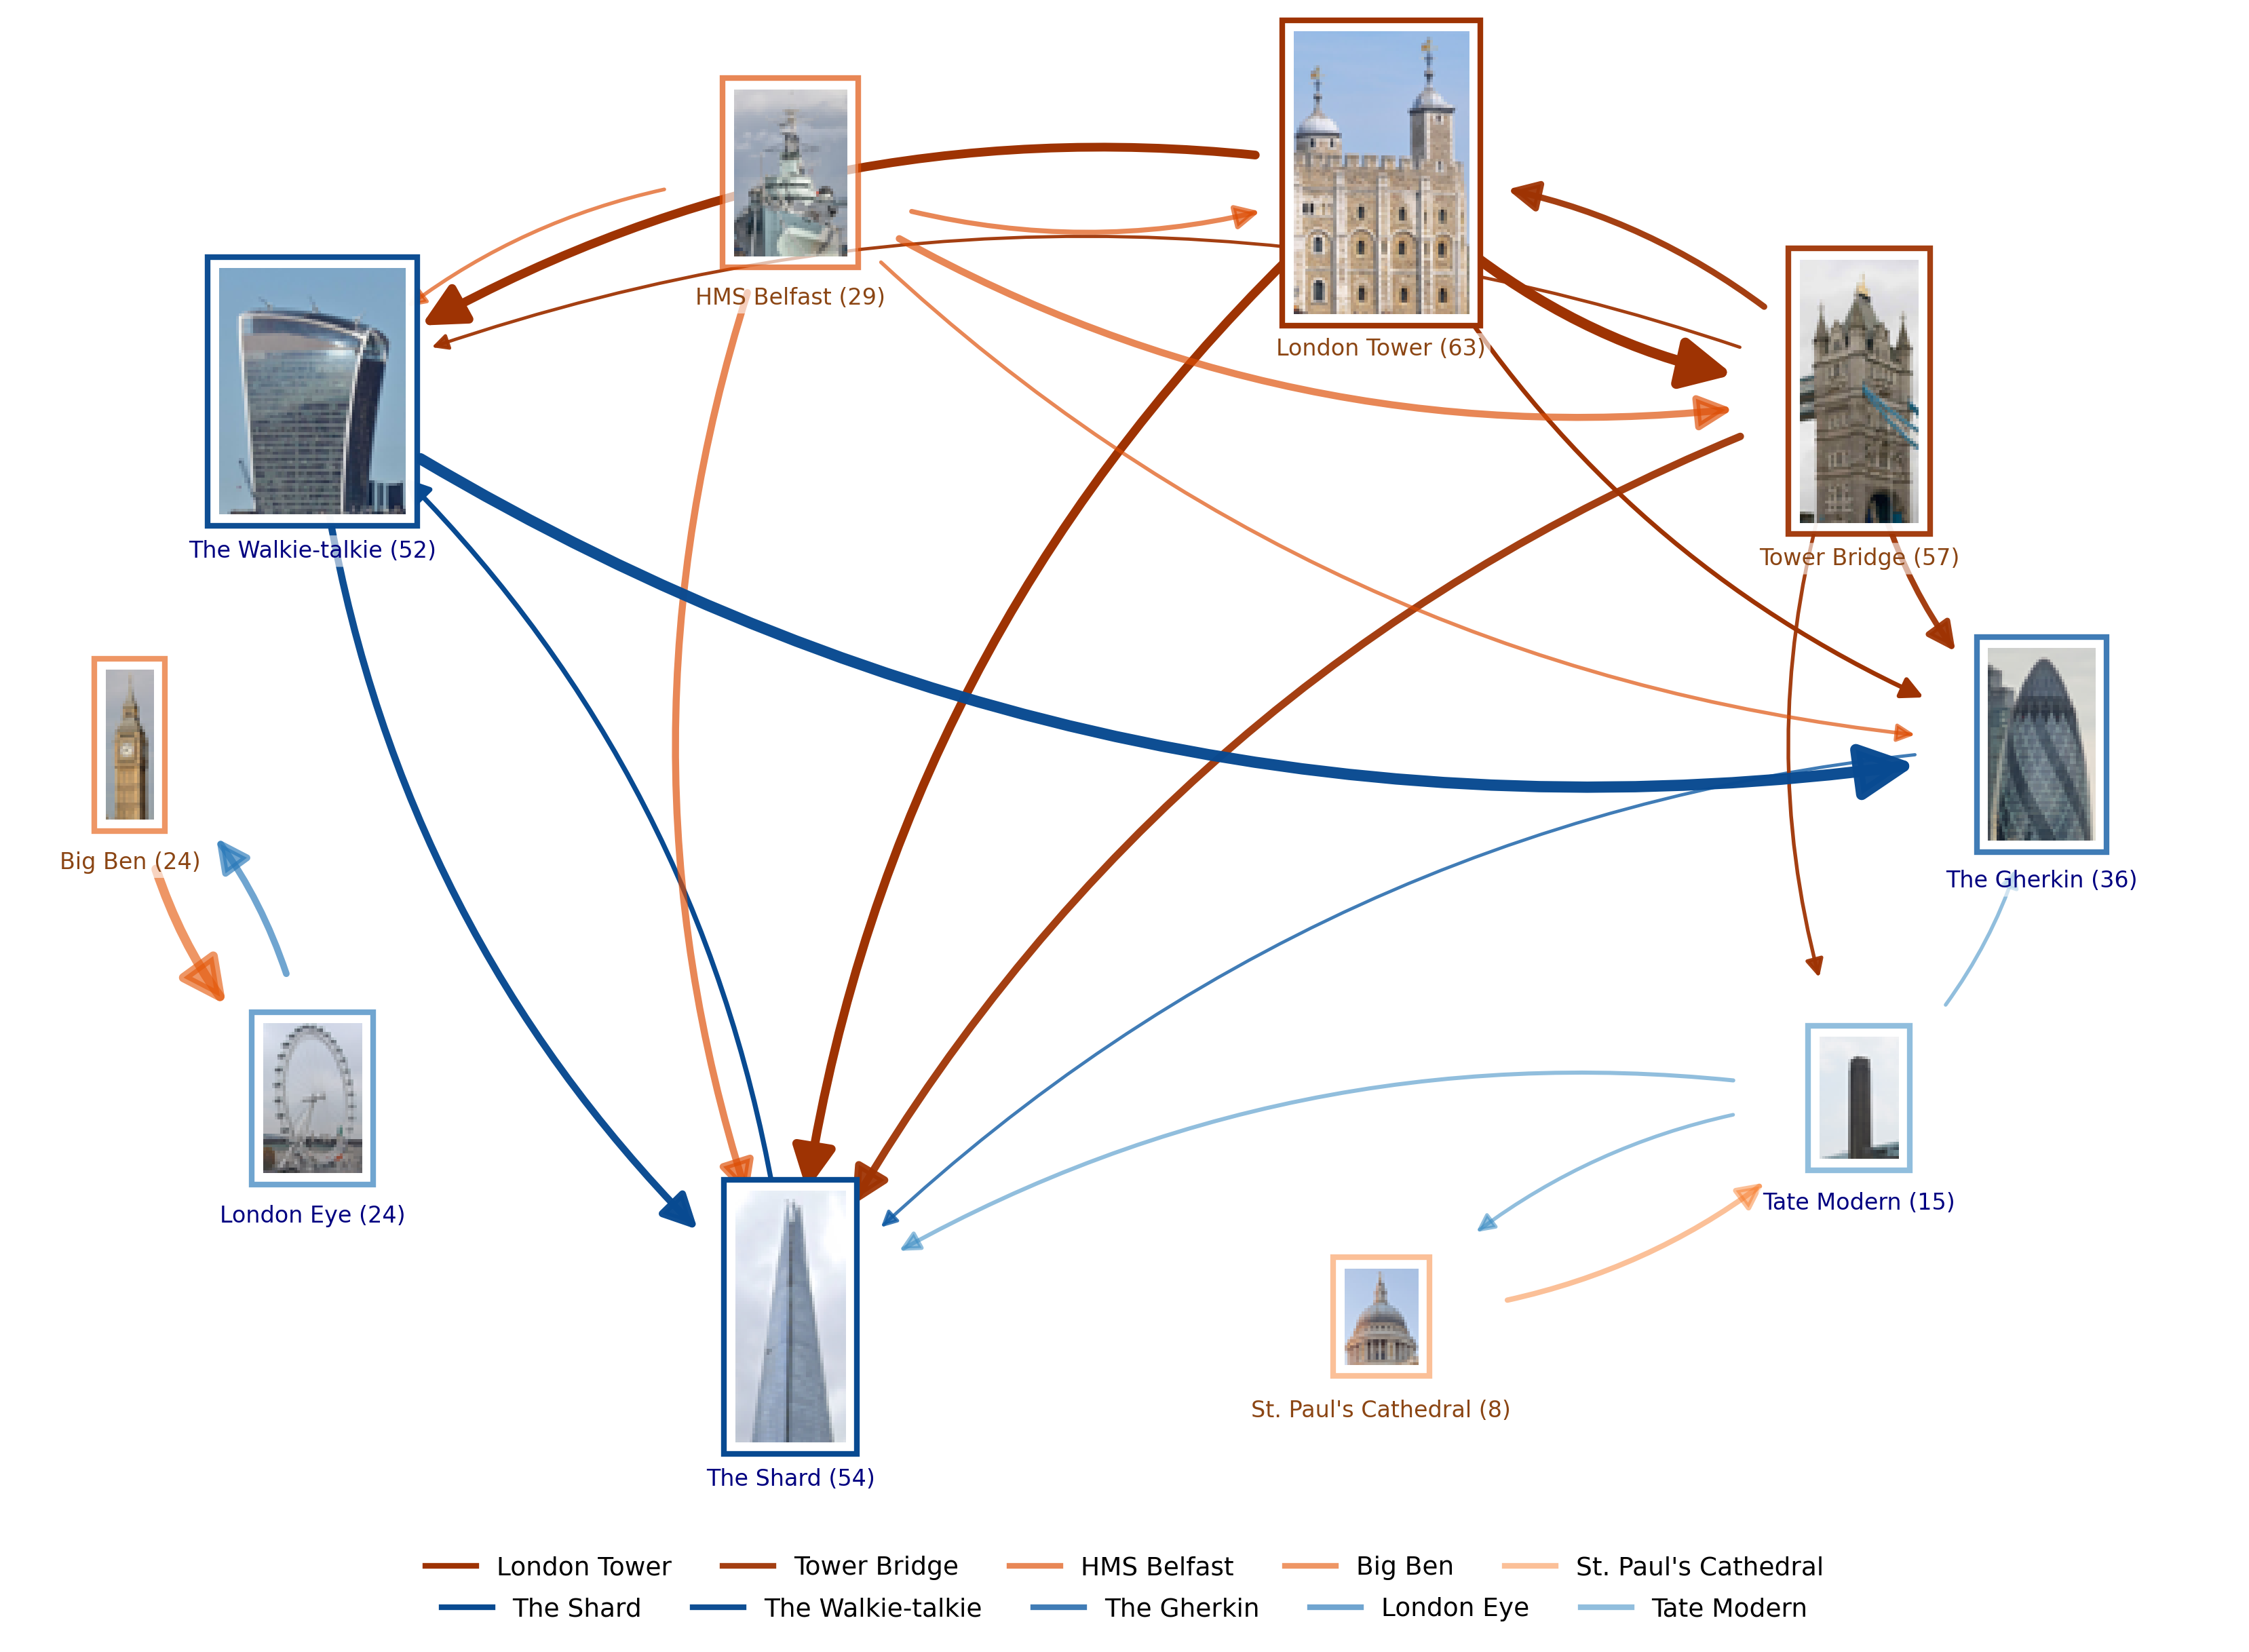 HMS Belfast (29)
London Tower (63)
The Walkie-talkie (52)
Tower Bridge (57)
Big Ben (24)
The Gherkin (36)
London Eye (24)
Tate Modern (15)
St. Paul's Cathedral (8)
The Shard (54)
London Tower
Tower Bridge
HMS Belfast
Big Ben
St. Paul's Cathedral
The Shard
The Walkie-talkie
The Gherkin
London Eye
Tate Modern